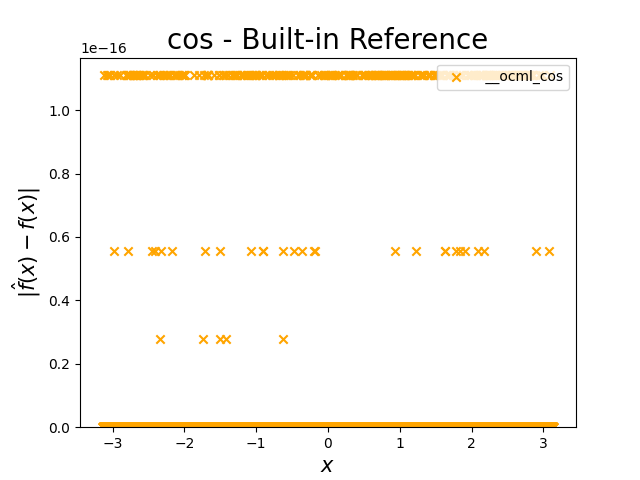 cos - Built-in Reference
1e−16
__ocml_cos
1.0
0.8
0.6
0.4
0.2
0.0
|f̂(x) − f(x)|
−3 −2 −1 0 1 2 3
x